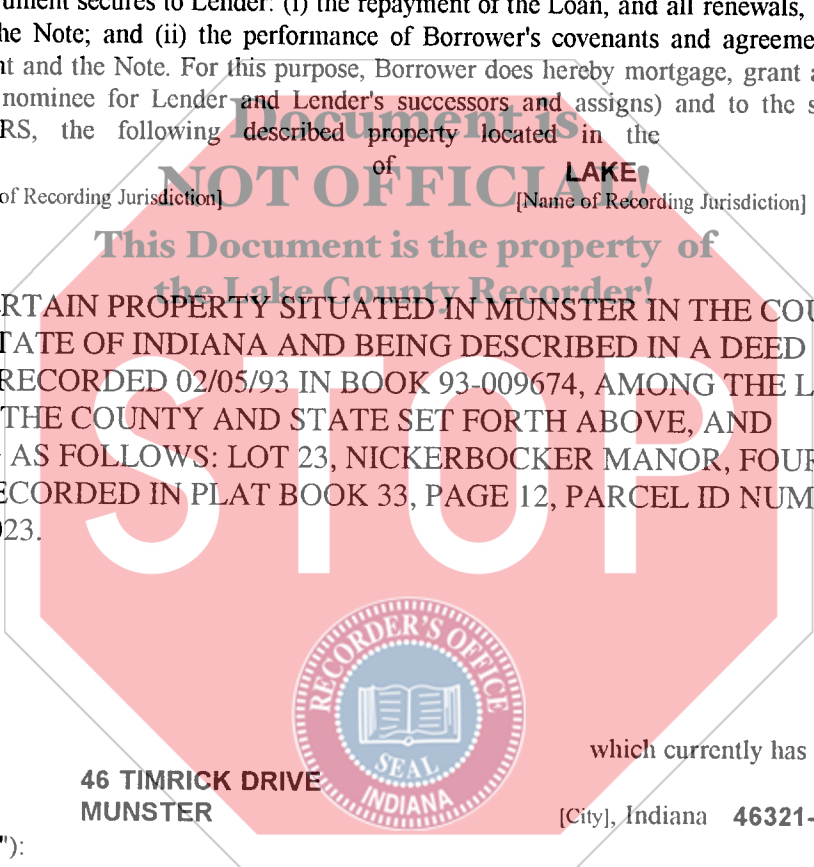 ument secures to Lender: (i) the repayment of the Loan, and all renewals,
he Note; and (ii) the performance of Borrower's covenants and agreeme
nt and the Note. For this purpose, Borrower does hereby mortgage, grant a
nominee for Lender and Lender's successors and assigns) and to the s
RS, the following described property located in the
Document is
of LAKE
NOT OFFICIAL!
of Recording Jurisdiction] [Name of Recording Jurisdiction]
This Document is the property of
the Lake County Recorder!
RTAIN PROPERTY SITUATED IN MUNSTER IN THE COU
TATE OF INDIANA AND BEING DESCRIBED IN A DEED
RECORDED 02/05/93 IN BOOK 93-009674, AMONG THE L
THE COUNTY AND STATE SET FORTH ABOVE, AND
AS FOLLOWS: LOT 23, NICKERBOCKER MANOR, FOUR
ECORDED IN PLAT BOOK 33, PAGE 12, PARCEL ID NUM
023.
STOP
RECORDER'S OFFICE
SEAL
INDIANA
which currently has
46 TIMRICK DRIVE
MUNSTER [City], Indiana 46321-
"):